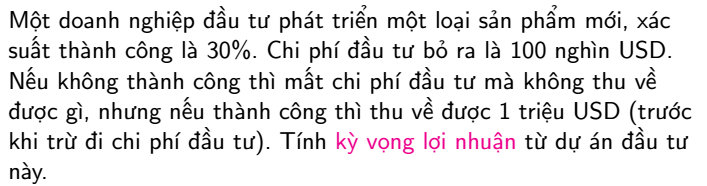 Một doanh nghiệp đầu tư phát triển một loại sản phẩm mới, xác
suất thành công là 30%. Chi phí đầu tư bỏ ra là 100 nghìn USD.
Nếu không thành công thì mất chi phí đầu tư mà không thu về
được gì, nhưng nếu thành công thì thu về được 1 triệu USD (trước
khi trừ đi chi phí đầu tư). Tính kỳ vọng lợi nhuận từ dự án đầu tư
này.